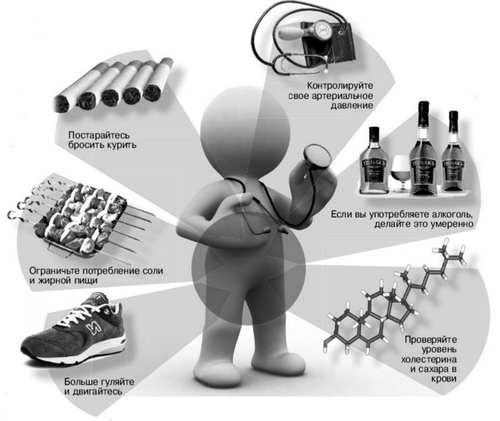 Контролируйте
свое артериальное
давление
Постарайтесь
бросить курить
Если вы употребляете алкоголь,
делайте это умеренно
Ограничьте потребление соли
и жирной пищи
Проверяйте
уровень
холестерина
и сахара в
крови
Больше гуляйте
и двигайтесь